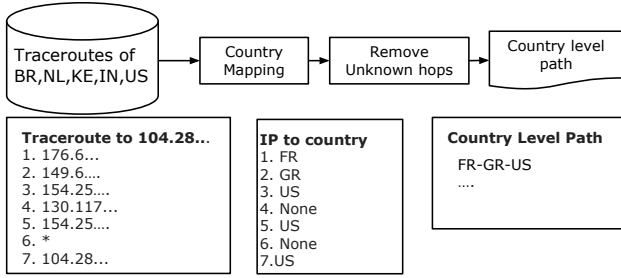 Traceroutes of
BR,NL,KE,IN,US
Country
Mapping
Remove
Unknown hops
Country level
path
Traceroute to 104.28...
1. 176.6...
2. 149.6….
3. 154.25….
4. 130.117...
5. 154.25….
6. *
7. 104.28...
IP to country
1. FR
2. GR
3. US
4. None
5. US
6. None
7.US
Country Level Path
FR-GR-US
….